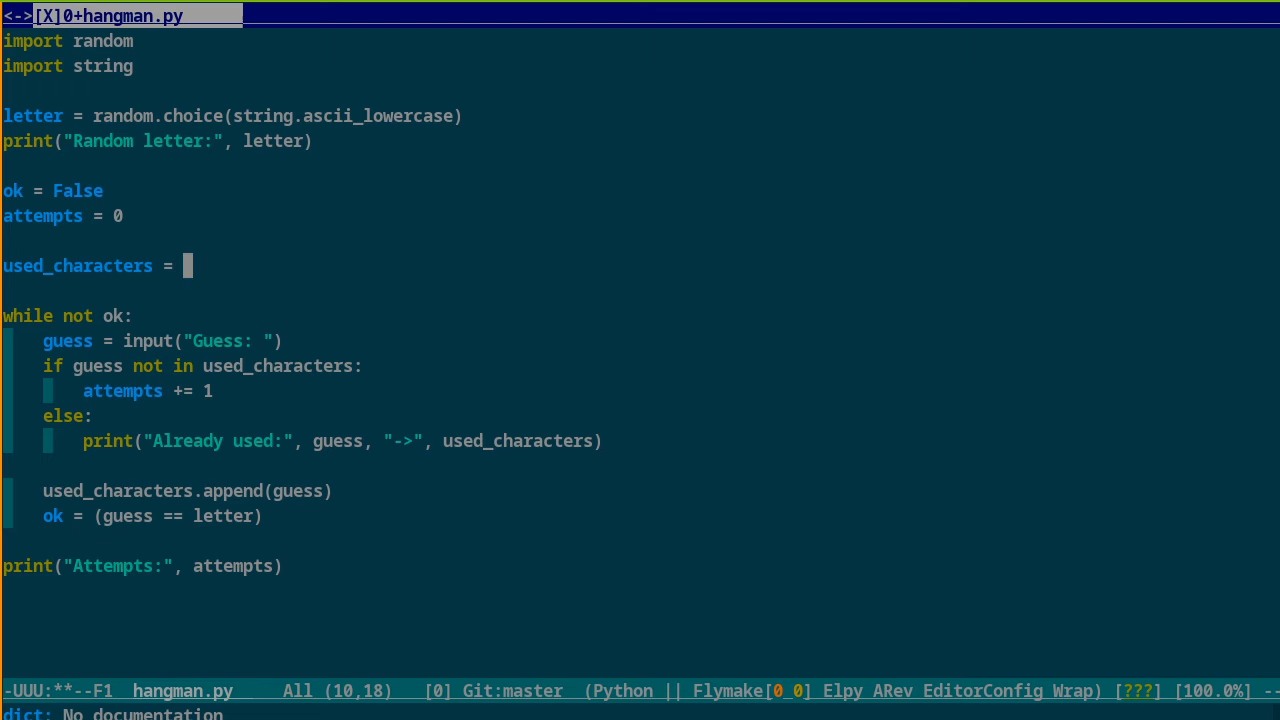 <->[X]0+hangman.py
import random
import string
letter = random.choice(string.ascii_lowercase)
print("Random letter:", letter)
ok = False
attempts = 0
used_characters =
while not ok:
    guess = input("Guess: ")
    if guess not in used_characters:
        attempts += 1
    else:
        print("Already used:", guess, "->", used_characters)
    used_characters.append(guess)
    ok = (guess == letter)
print("Attempts:", attempts)
-UUU:**--F1  hangman.py     All (10,18)   [0] Git:master  (Python || Flymake[0 0] Elpy ARev EditorConfig Wrap) [???] [100.0%] --
dict: No documentation